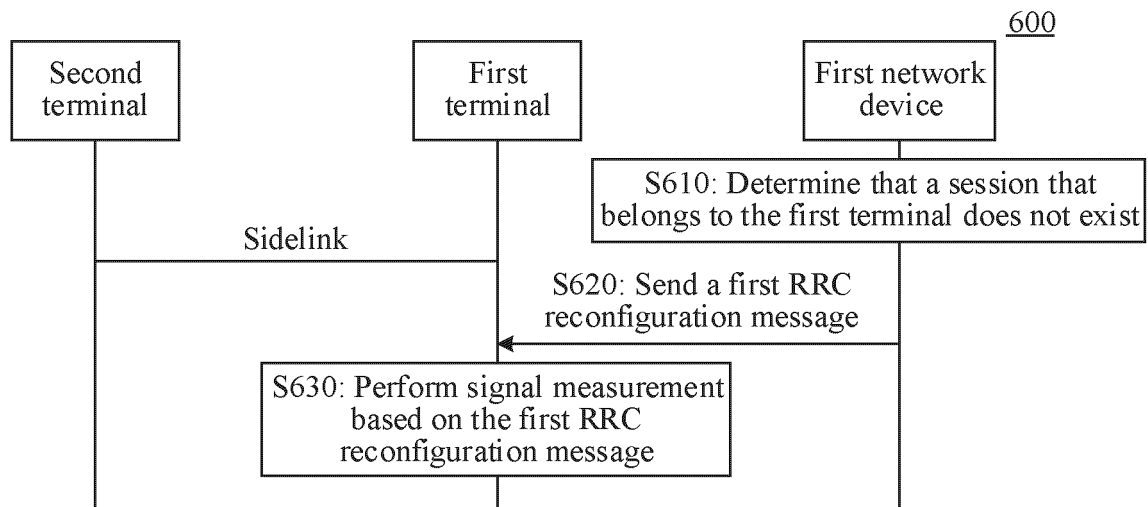 600
Second
terminal
First
terminal
First network
device
S610: Determine that a session that
belongs to the first terminal does not exist
Sidelink
S620: Send a first RRC
reconfiguration message
S630: Perform signal measurement
based on the first RRC
reconfiguration message